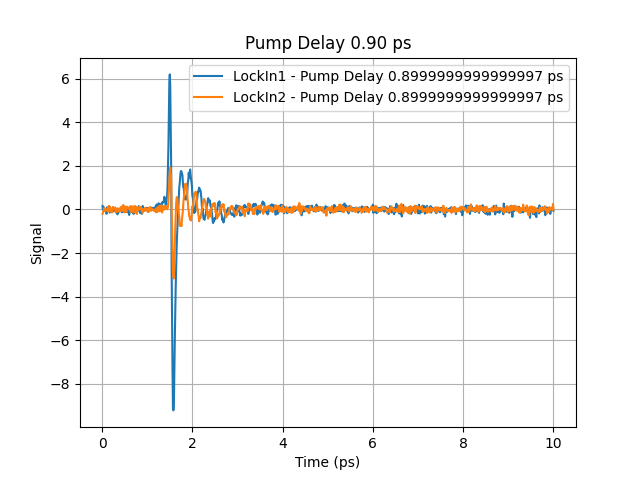 Pump Delay 0.90 ps
LockIn1 - Pump Delay 0.8999999999999997 ps
LockIn2 - Pump Delay 0.8999999999999997 ps
Signal
6
4
2
0
−2
−4
−6
−8
0 2 4 6 8 10
Time (ps)